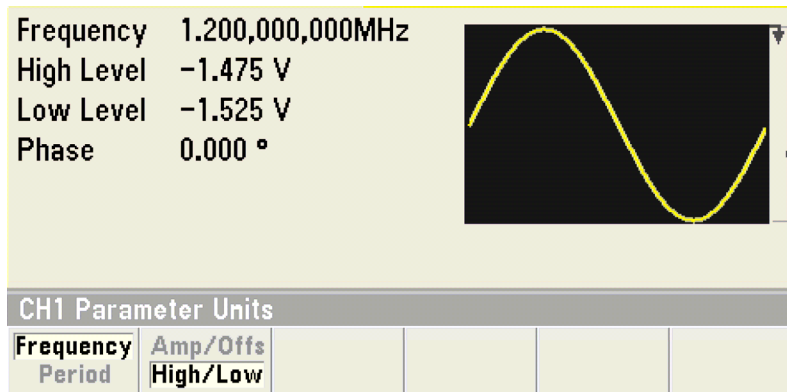 Frequency 1.200,000,000MHz
High Level -1.475 V
Low Level -1.525 V
Phase 0.000 °
CH1 Parameter Units
Frequency Amp/Offs
Period High/Low